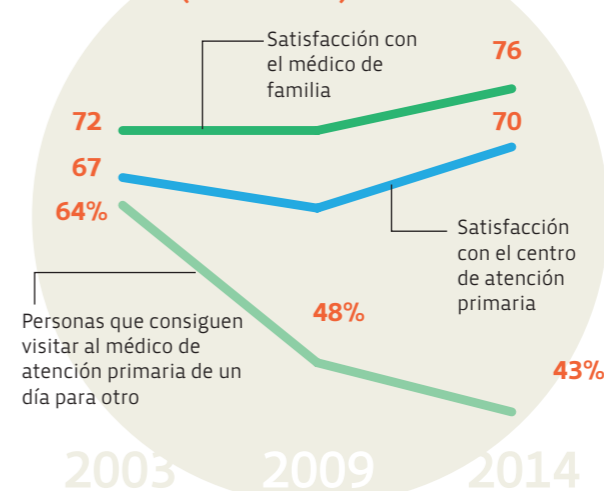 Satisfacción con
el médico de
familia
76
72
70
67
64%
Satisfacción
con el centro
de atención
primaria
48%
Personas que consiguen
visitar al médico de
atención primaria de un
día para otro
43%
2003 2009 2014